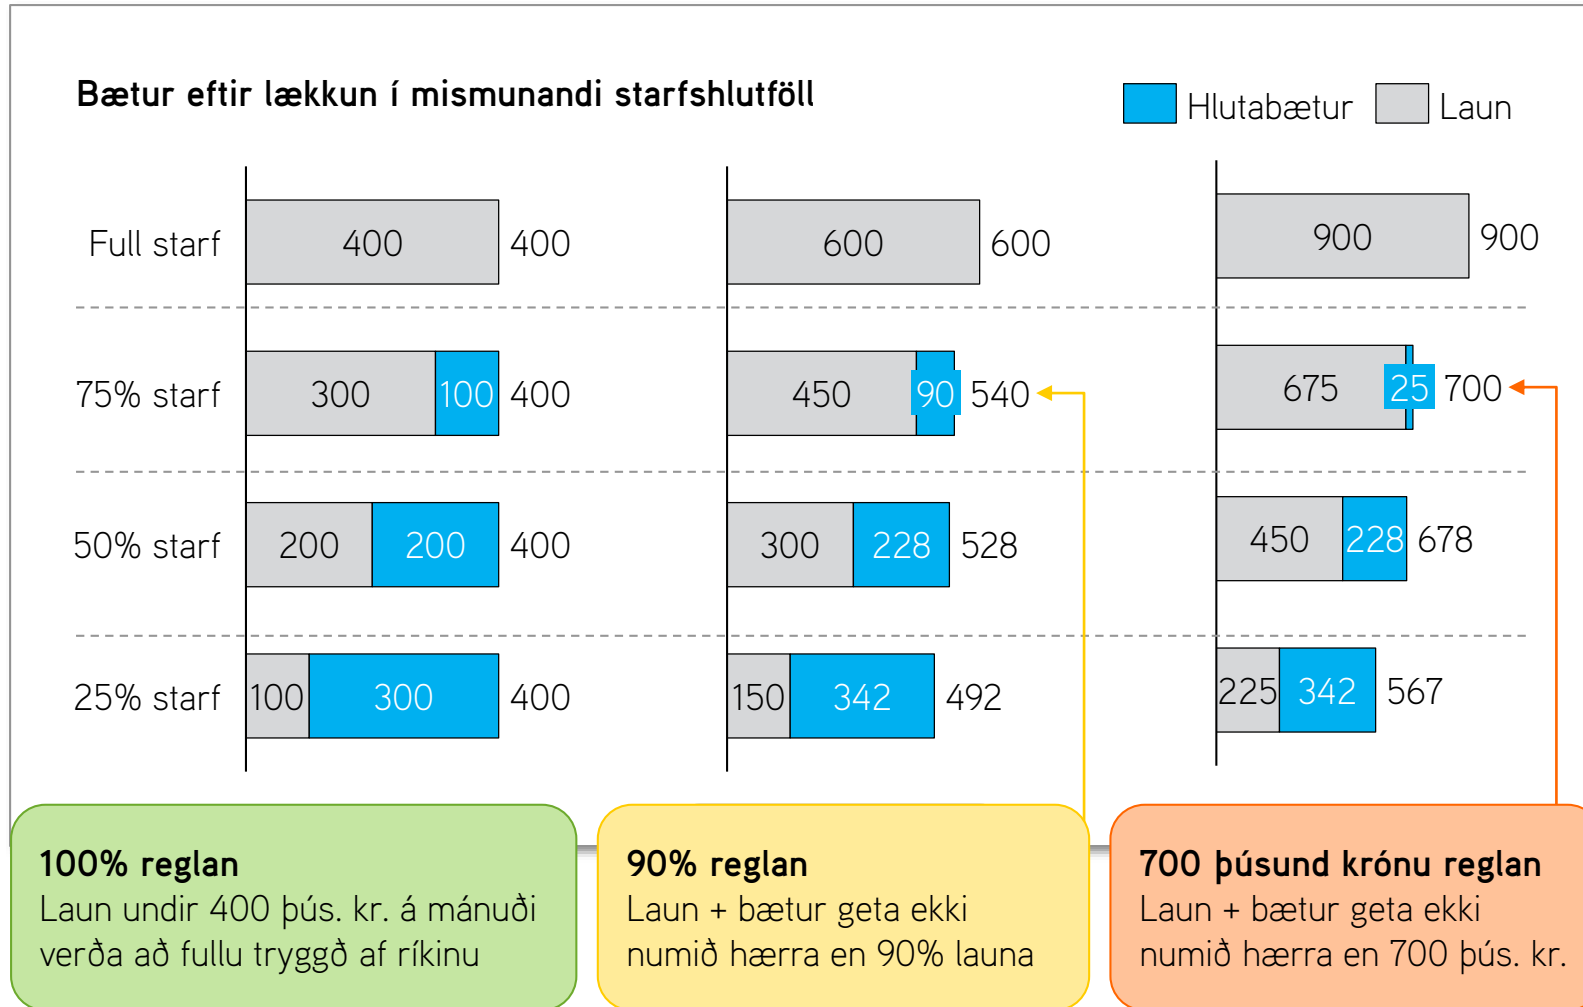 Bætur eftir lækkun í mismunandi starfshlutföll
Hlutabætur Laun
Full starf 400 400 600 600 900 900
75% starf 300 100 400 450 90 540 675 25 700
50% starf 200 200 400 300 228 528 450 228 678
25% starf 100 300 400 150 342 492 225 342 567
100% reglan
Laun undir 400 þús. kr. á mánuði
verða að fullu tryggð af ríkinu
90% reglan
Laun + bætur geta ekki
numið hærra en 90% launa
700 þúsund krónu reglan
Laun + bætur geta ekki
numið hærra en 700 þús. kr.